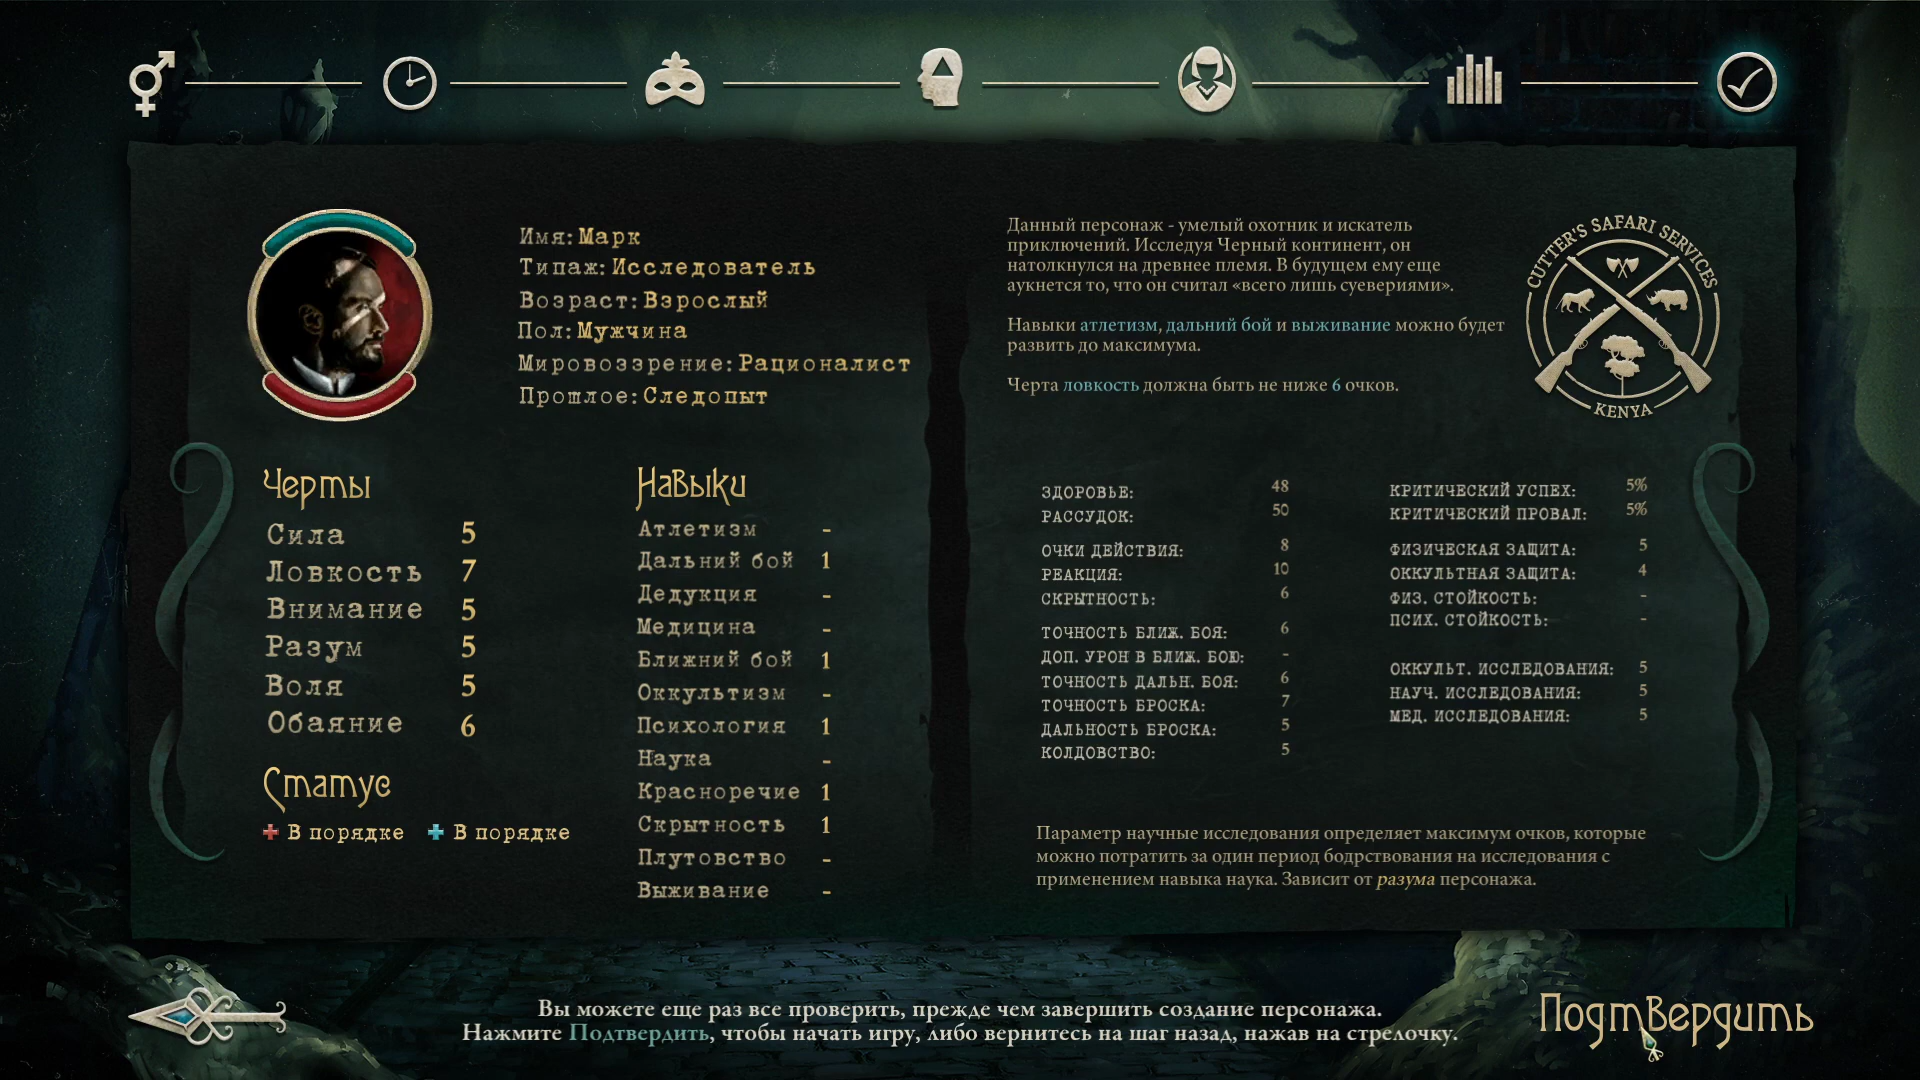 Имя: Марк
Типаж: Исследователь
Возраст: Взрослый
Пол: Мужчина
Мировоззрение: Рационалист
Прошлое: Следопыт
Данный персонаж - умелый охотник и искатель
приключений. Исследуя Черный континент, он
натолкнулся на древнее племя. В будущем ему еще
аукнется то, что он считал «всего лишь суевериями».
Навыки атлетизм, дальний бой и выживание можно будет
развить до максимума.
Черта ловкость должна быть не ниже 6 очков.
CUTTER'S SAFARI SERVICES
KENYA
Черты
Сила 5
Ловкость 7
Внимание 5
Разум 5
Воля 5
Обаяние 6
Статус
В порядке В порядке
Навыки
Атлетизм -
Дальний бой 1
Дедукция -
Медицина -
Ближний бой 1
Оккультизм -
Психология 1
Наука -
Красноречие 1
Скрытность 1
Плутовство -
Выживание -
ЗДОРОВЬЕ: 48
РАССУДОК: 50
ОЧКИ ДЕЙСТВИЯ: 8
РЕАКЦИЯ: 10
СКРЫТНОСТЬ: 6
ТОЧНОСТЬ БЛИЖ. БОЯ: 6
ДОП. УРОН В БЛИЖ. БОЮ: -
ТОЧНОСТЬ ДАЛЬН. БОЯ: 6
ТОЧНОСТЬ БРОСКА: 7
ДАЛЬНОСТЬ БРОСКА: 5
КОЛДОВСТВО: 5
КРИТИЧЕСКИЙ УСПЕХ: 5%
КРИТИЧЕСКИЙ ПРОВАЛ: 5%
ФИЗИЧЕСКАЯ ЗАЩИТА: 5
ОККУЛЬТНАЯ ЗАЩИТА: 4
ФИЗ. СТОЙКОСТЬ: -
ПСИХ. СТОЙКОСТЬ: -
ОККУЛЬТ. ИССЛЕДОВАНИЯ: 5
НАУЧ. ИССЛЕДОВАНИЯ: 5
МЕД. ИССЛЕДОВАНИЯ: 5
Параметр научные исследования определяет максимум очков, которые
можно потратить за один период бодрствования на исследования с
применением навыка наука. Зависит от разума персонажа.
Вы можете еще раз все проверить, прежде чем завершить создание персонажа.
Нажмите Подтвердить, чтобы начать игру, либо вернитесь на шаг назад, нажав на стрелочку.
Подтвердить